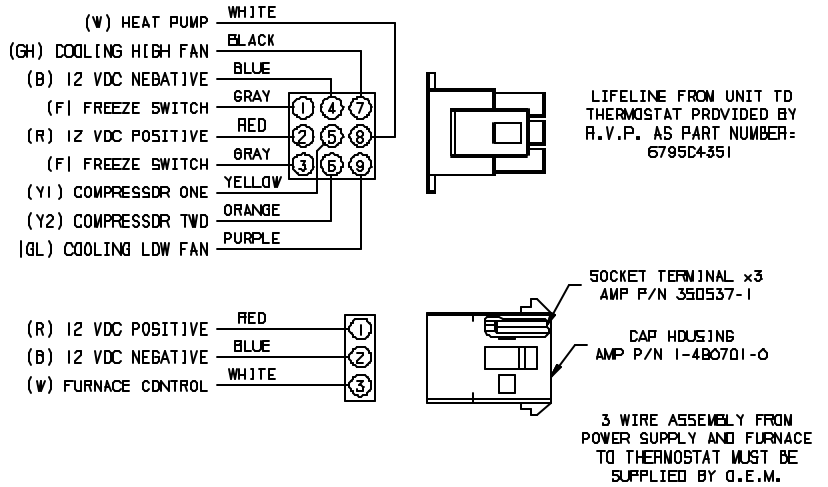 (W) HEAT PUMP WHITE
(GH) COOLING HIGH FAN BLACK
(B) 12 VDC NEGATIVE BLUE
(F) FREEZE SWITCH GRAY
(R) 12 VDC POSITIVE RED
(F) FREEZE SWITCH GRAY
(Y1) COMPRESSOR ONE YELLOW
(Y2) COMPRESSOR TWO ORANGE
(GL) COOLING LOW FAN PURPLE
1 4 7
2 5 8
3 6 9
LIFELINE FROM UNIT TO
THERMOSTAT PROVIDED BY
R.V.P. AS PART NUMBER:
6795C4351
(R) 12 VDC POSITIVE RED
(B) 12 VDC NEGATIVE BLUE
(W) FURNACE CONTROL WHITE
1
2
3
SOCKET TERMINAL x3
AMP P/N 350537-1
CAP HOUSING
AMP P/N 1-480701-0
3 WIRE ASSEMBLY FROM
POWER SUPPLY AND FURNACE
TO THERMOSTAT MUST BE
SUPPLIED BY O.E.M.